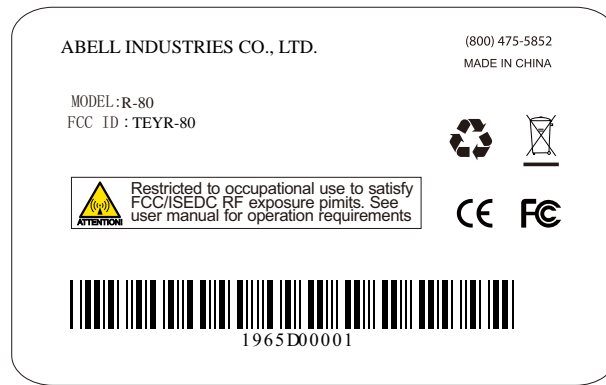 ABELL INDUSTRIES CO., LTD.
(800) 475-5852
MADE IN CHINA
MODEL:R-80
FCC ID : TEYR-80
ATTENTION!
Restricted to occupational use to satisfy
FCC/ISEDC RF exposure pimits. See
user manual for operation requirements
CE FC
1965D00001